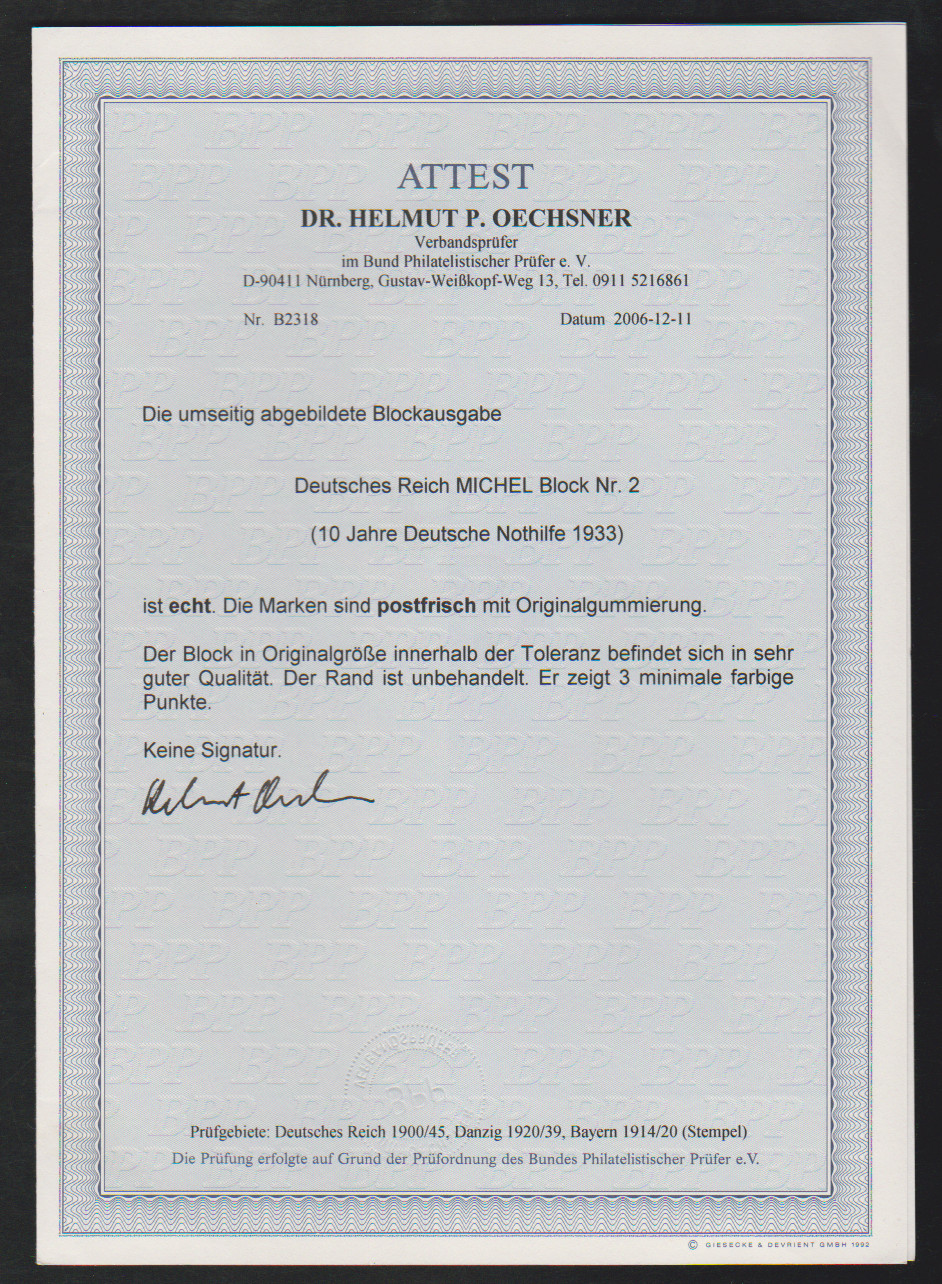 ATTEST
DR. HELMUT P. OECHSNER
Verbandsprüfer
im Bund Philatelistischer Prüfer e. V.
D-90411 Nürnberg, Gustav-Weißkopf-Weg 13, Tel. 0911 5216861
Nr. B2318 Datum 2006-12-11
Die umseitig abgebildete Blockausgabe
Deutsches Reich MICHEL Block Nr. 2
(10 Jahre Deutsche Nothilfe 1933)
ist echt. Die Marken sind postfrisch mit Originalgummierung.
Der Block in Originalgröße innerhalb der Toleranz befindet sich in sehr
guter Qualität. Der Rand ist unbehandelt. Er zeigt 3 minimale farbige
Punkte.
Keine Signatur.
Prüfgebiete: Deutsches Reich 1900/45, Danzig 1920/39, Bayern 1914/20 (Stempel)
Die Prüfung erfolgte auf Grund der Prüfordnung des Bundes Philatelistischer Prüfer e.V.
© GIESECKE & DEVRIENT GMBH 1992